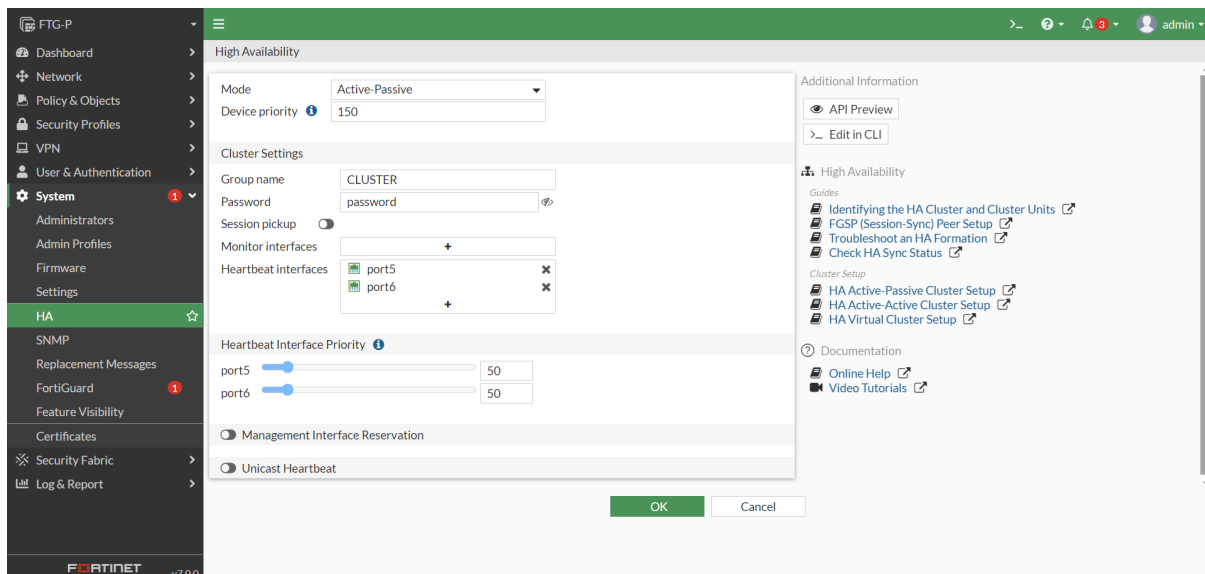 FTG-P
>_
3
admin
Dashboard
Network
Policy & Objects
Security Profiles
VPN
User & Authentication
System 1
Administrators
Admin Profiles
Firmware
Settings
HA
SNMP
Replacement Messages
FortiGuard 1
Feature Visibility
Certificates
Security Fabric
Log & Report
FORTINET v7.0.0
High Availability
Mode Active-Passive
Device priority 150
Cluster Settings
Group name CLUSTER
Password password
Session pickup
Monitor interfaces +
Heartbeat interfaces port5
port6
+
Heartbeat Interface Priority
port5 50
port6 50
Management Interface Reservation
Unicast Heartbeat
OK Cancel
Additional Information
API Preview
>_ Edit in CLI
High Availability
Guides
Identifying the HA Cluster and Cluster Units
FGSP (Session-Sync) Peer Setup
Troubleshoot an HA Formation
Check HA Sync Status
Cluster Setup
HA Active-Passive Cluster Setup
HA Active-Active Cluster Setup
HA Virtual Cluster Setup
Documentation
Online Help
Video Tutorials